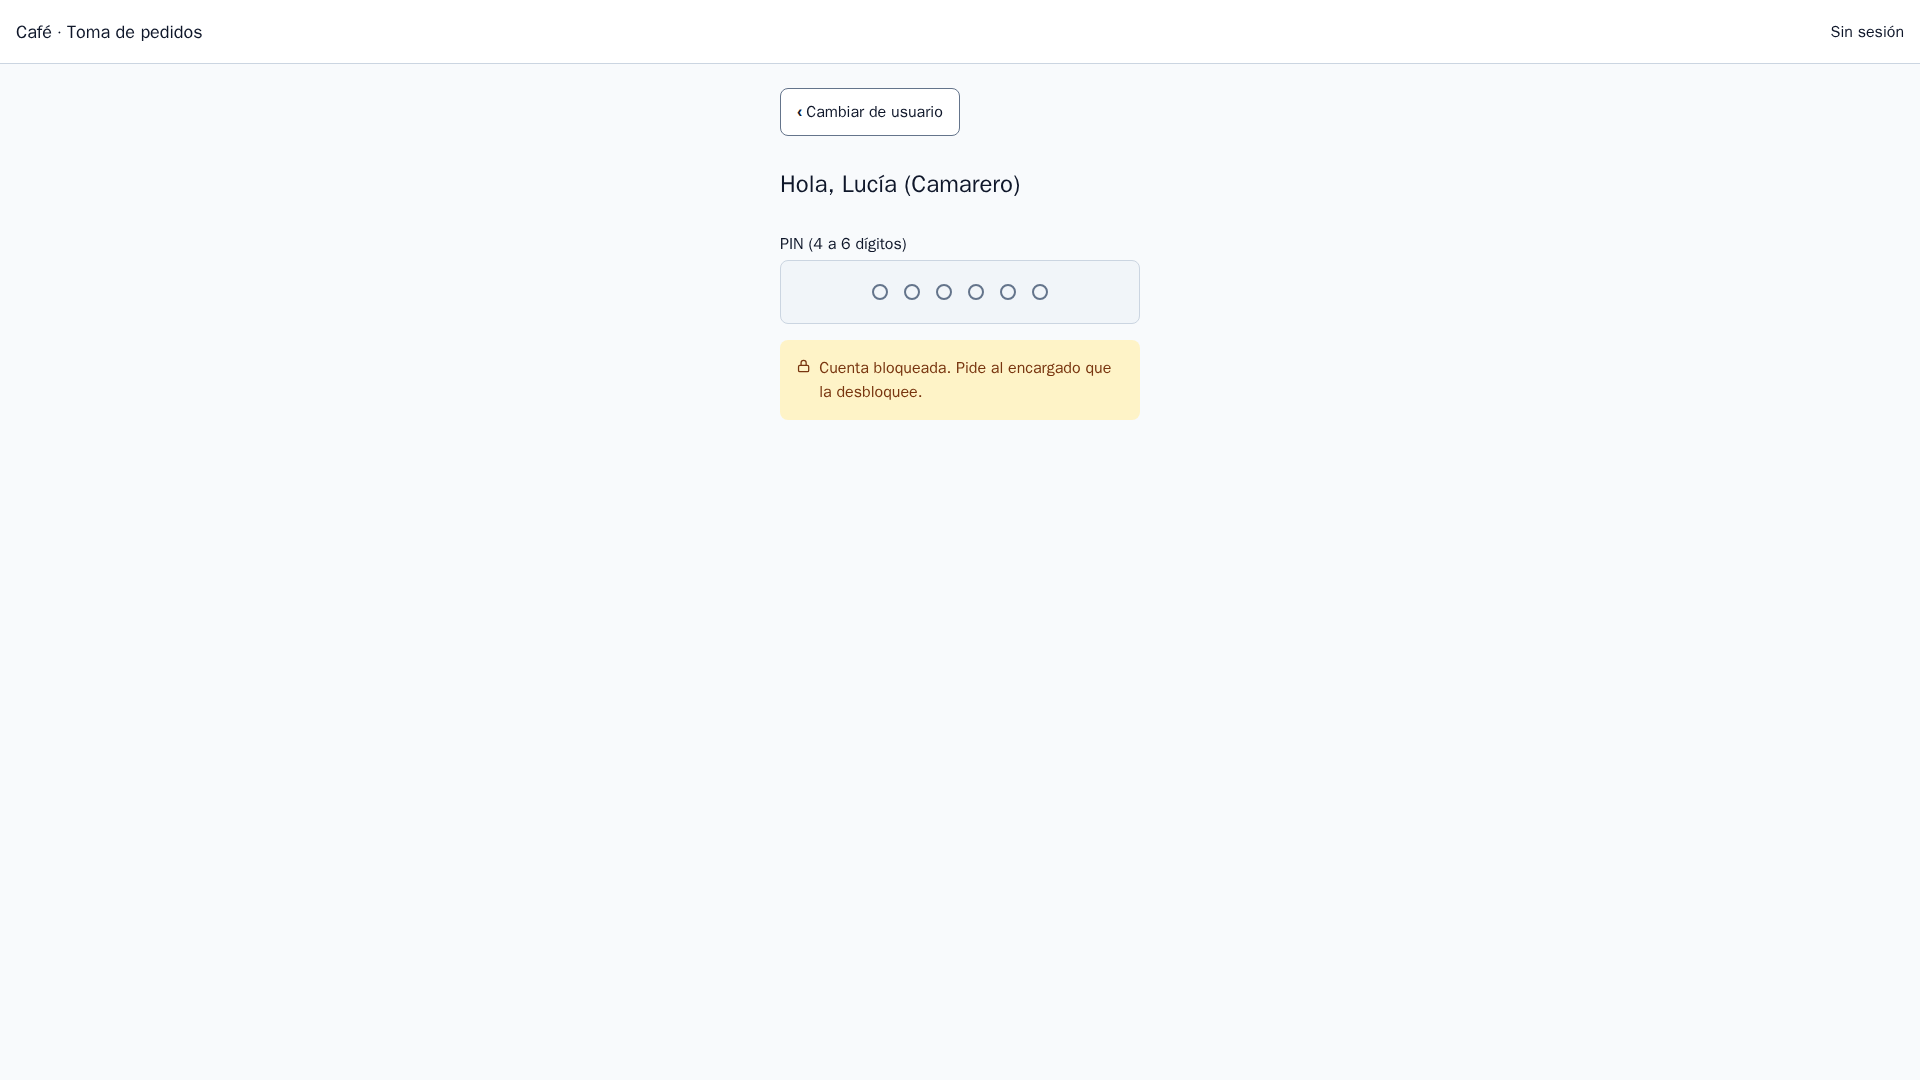 Café · Toma de pedidos
Sin sesión
‹ Cambiar de usuario
Hola, Lucía (Camarero)
PIN (4 a 6 dígitos)
Cuenta bloqueada. Pide al encargado que
la desbloquee.